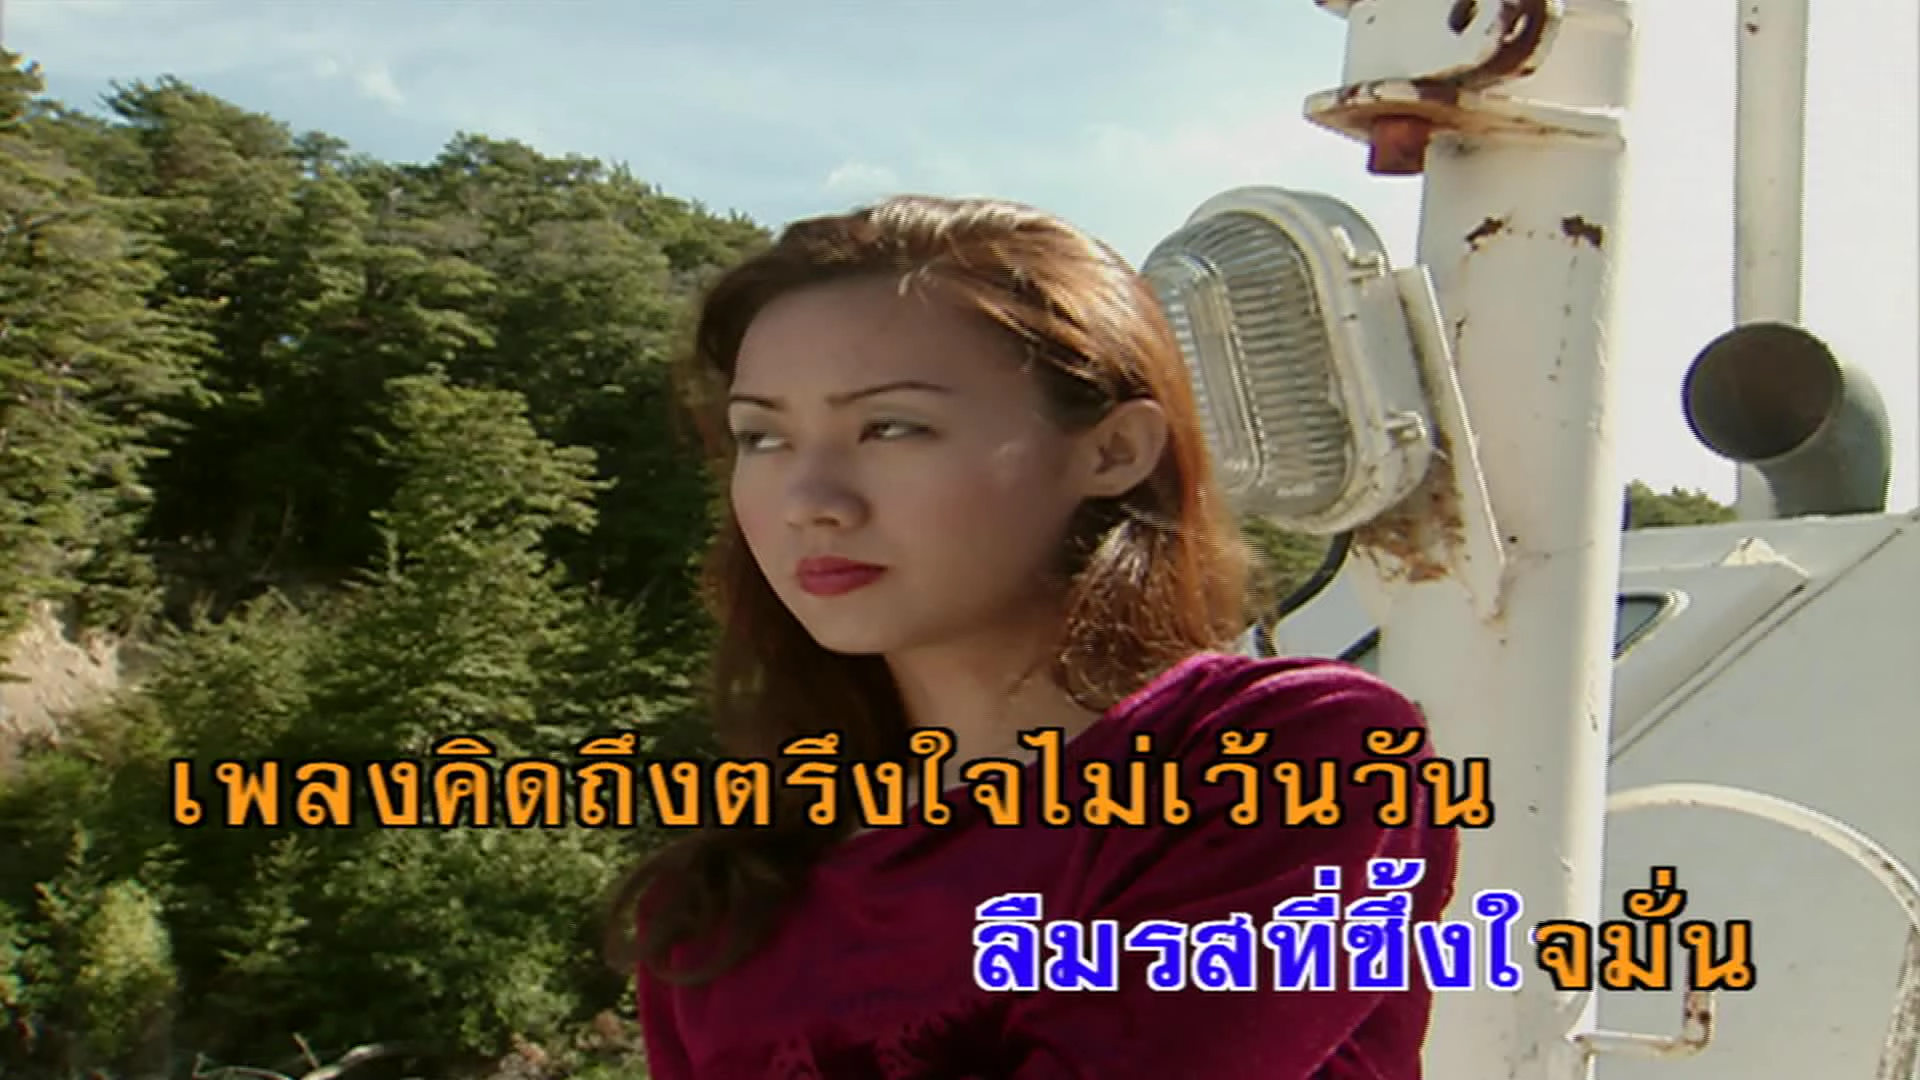 เพลงคิดถึงตรึงใจไม่เว้นวัน
ลืมรสที่ซึ้งใจมั่น